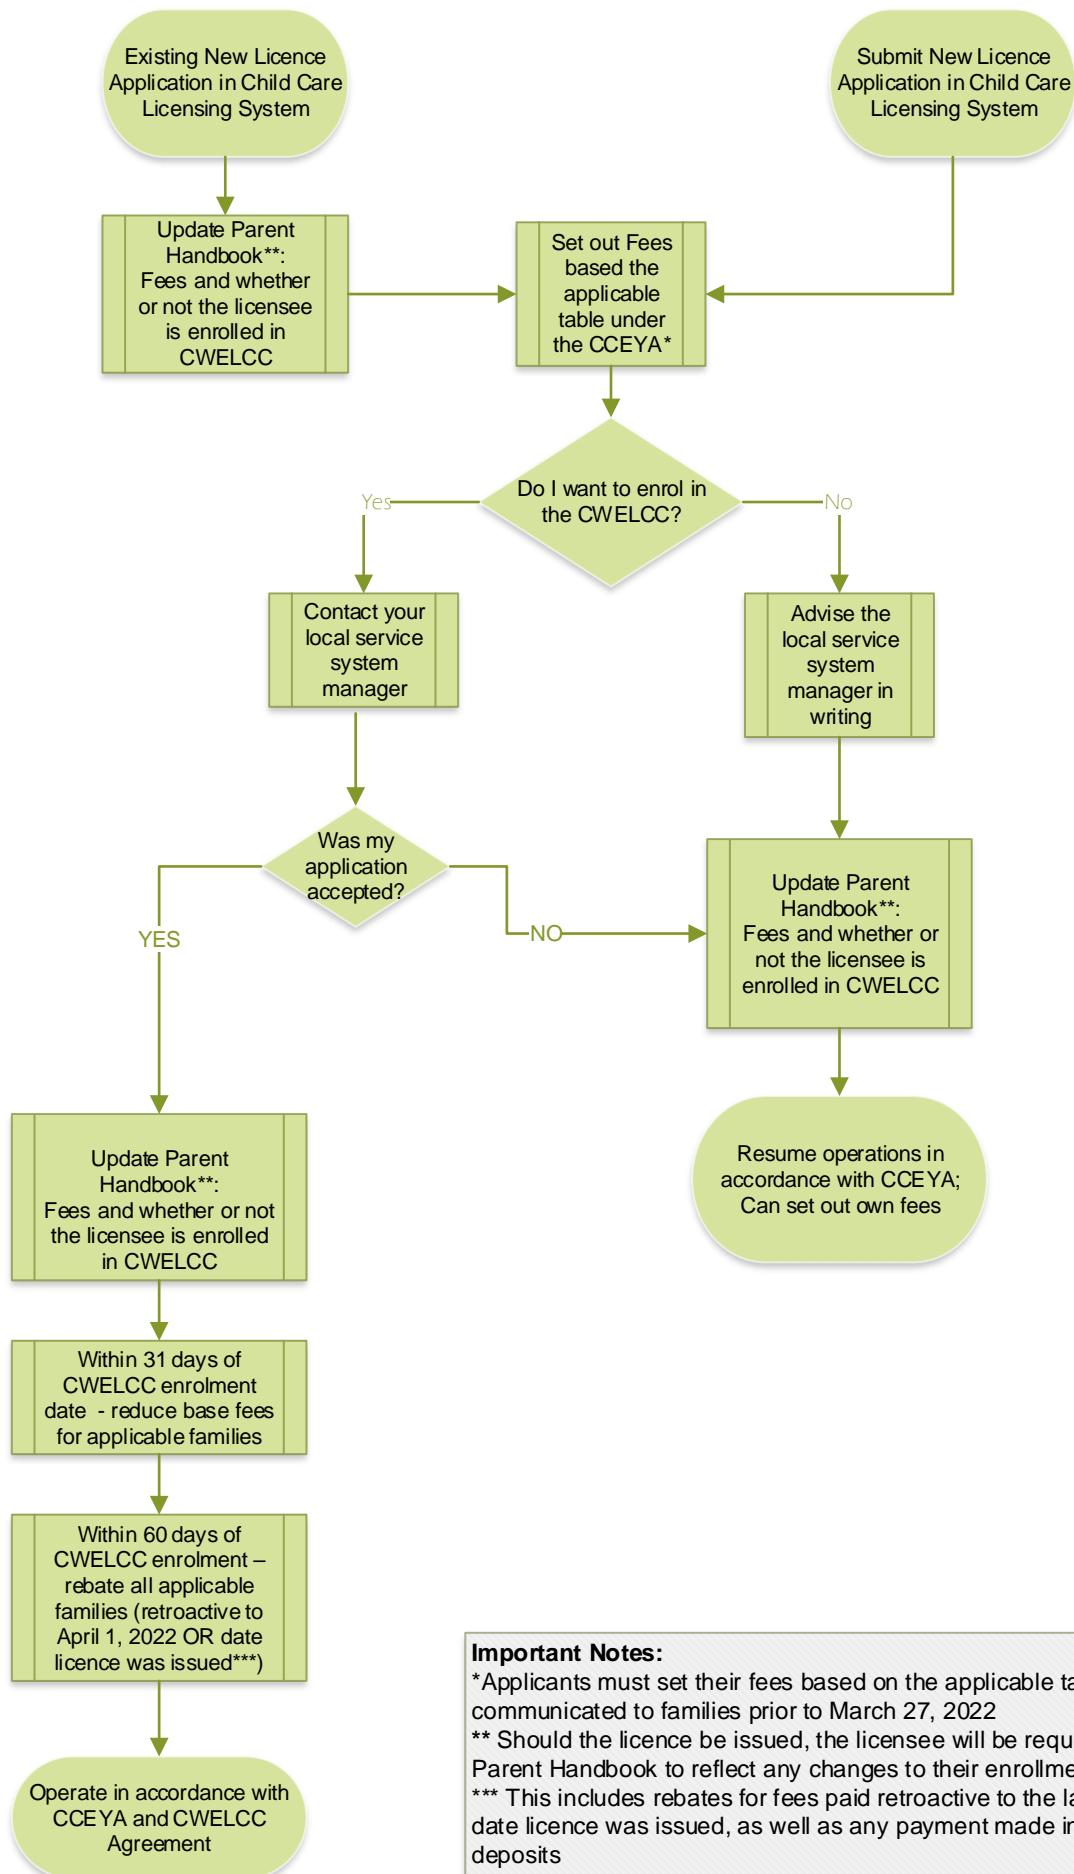 Existing New Licence
Application in Child Care
Licensing System
Submit New Licence
Application in Child Care
Licensing System
Update Parent
Handbook**:
Fees and whether
or not the licensee
is enrolled in
CWELCC
Set out Fees
based the
applicable
table under
the CCEYA*
Do I want to enrol in
the CWELCC?
Yes
No
Contact your
local service
system
manager
Advise the
local service
system
manager in
writing
Was my
application
accepted?
YES
NO
Update Parent
Handbook**:
Fees and whether or
not the licensee is
enrolled in CWELCC
Resume operations in
accordance with CCEYA;
Can set out own fees
Update Parent
Handbook**:
Fees and whether or not
the licensee is enrolled
in CWELCC
Within 31 days of
CWELCC enrolment
date - reduce base fees
for applicable families
Within 60 days of
CWELCC enrolment –
rebate all applicable
families (retroactive to
April 1, 2022 OR date
licence was issued***)
Operate in accordance with
CCEYA and CWELCC
Agreement
Important Notes:
*Applicants must set their fees based on the applicable
communicated to families prior to March 27, 2022
** Should the licence be issued, the licensee will be
Parent Handbook to reflect any changes to their
*** This includes rebates for fees paid retroactive to the
date licence was issued, as well as any payment made
deposits